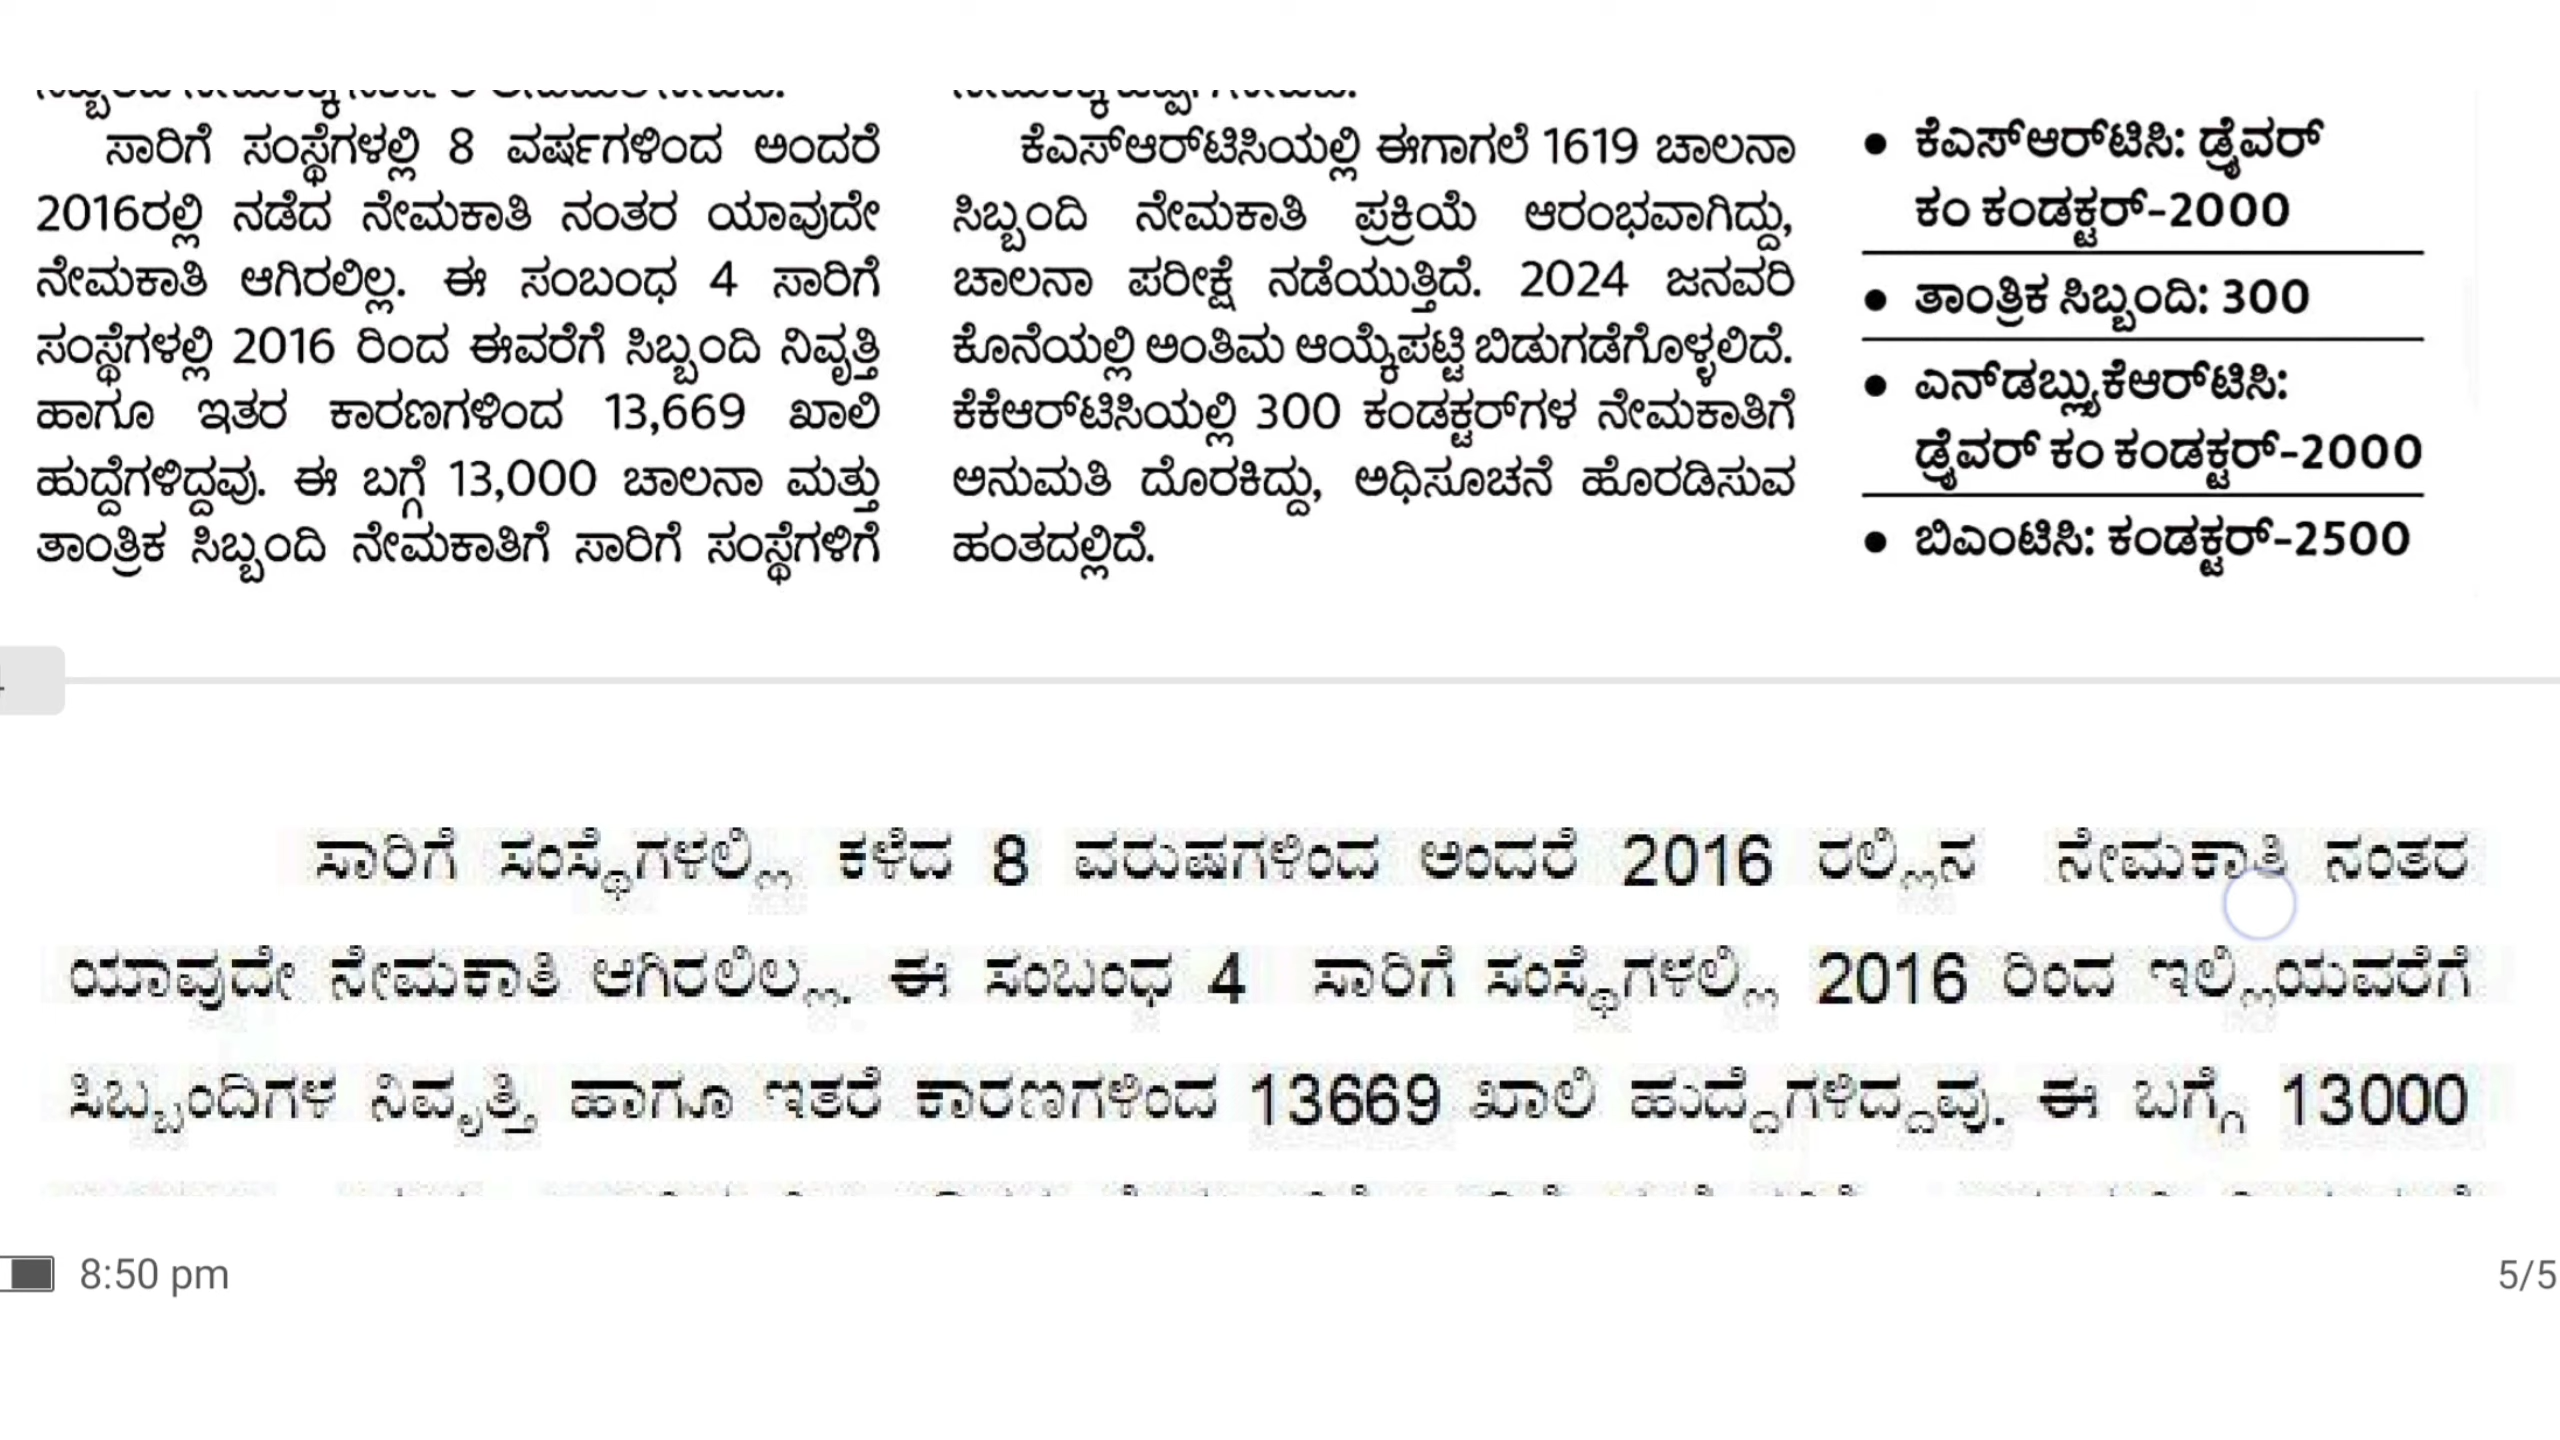 ಸಾರಿಗೆ ಸಂಸ್ಥೆಗಳಲ್ಲಿ 8 ವರ್ಷಗಳಿಂದ ಅಂದರೆ
2016ರಲ್ಲಿ ನಡೆದ ನೇಮಕಾತಿ ನಂತರ ಯಾವುದೇ
ನೇಮಕಾತಿ ಆಗಿರಲಿಲ್ಲ. ಈ ಸಂಬಂಧ 4 ಸಾರಿಗೆ
ಸಂಸ್ಥೆಗಳಲ್ಲಿ 2016 ರಿಂದ ಈವರೆಗೆ ಸಿಬ್ಬಂದಿ ನಿವೃತ್ತಿ
ಹಾಗೂ ಇತರ ಕಾರಣಗಳಿಂದ 13,669 ಖಾಲಿ
ಹುದ್ದೆಗಳಿದ್ದವು. ಈ ಬಗ್ಗೆ 13,000 ಚಾಲನಾ ಮತ್ತು
ತಾಂತ್ರಿಕ ಸಿಬ್ಬಂದಿ ನೇಮಕಾತಿಗೆ ಸಾರಿಗೆ ಸಂಸ್ಥೆಗಳಿಗೆ
ಕೆಎಸ್‌ಆರ್‌ಟಿಸಿಯಲ್ಲಿ ಈಗಾಗಲೆ 1619 ಚಾಲನಾ
ಸಿಬ್ಬಂದಿ ನೇಮಕಾತಿ ಪ್ರಕ್ರಿಯೆ ಆರಂಭವಾಗಿದ್ದು,
ಚಾಲನಾ ಪರೀಕ್ಷೆ ನಡೆಯುತ್ತಿದೆ. 2024 ಜನವರಿ
ಕೊನೆಯಲ್ಲಿ ಅಂತಿಮ ಆಯ್ಕೆಪಟ್ಟಿ ಬಿಡುಗಡೆಗೊಳ್ಳಲಿದೆ.
ಕೆಕೆಆರ್‌ಟಿಸಿಯಲ್ಲಿ 300 ಕಂಡಕ್ಟರ್‌ಗಳ ನೇಮಕಾತಿಗೆ
ಅನುಮತಿ ದೊರಕಿದ್ದು, ಅಧಿಸೂಚನೆ ಹೊರಡಿಸುವ
ಹಂತದಲ್ಲಿದೆ.
• ಕೆಎಸ್‌ಆರ್‌ಟಿಸಿ: ಡ್ರೈವರ್
ಕಂ ಕಂಡಕ್ಟರ್-2000
• ತಾಂತ್ರಿಕ ಸಿಬ್ಬಂದಿ: 300
• ಎನ್‌ಡಬ್ಲ್ಯುಕೆಆರ್‌ಟಿಸಿ:
ಡ್ರೈವರ್ ಕಂ ಕಂಡಕ್ಟರ್-2000
• ಬಿಎಂಟಿಸಿ: ಕಂಡಕ್ಟರ್-2500
ಸಾರಿಗೆ ಸಂಸ್ಥೆಗಳಲ್ಲಿ ಕಳೆದ 8 ವರುಷಗಳಿಂದ ಅಂದರೆ 2016 ರಲ್ಲಿನ ನೇಮಕಾತಿ ನಂತರ
ಯಾವುದೇ ನೇಮಕಾತಿ ಆಗಿರಲಿಲ್ಲ. ಈ ಸಂಬಂಧ 4 ಸಾರಿಗೆ ಸಂಸ್ಥೆಗಳಲ್ಲಿ 2016 ರಿಂದ ಇಲ್ಲಿಯವರೆಗೆ
ಸಿಬ್ಬಂದಿಗಳ ನಿವೃತ್ತಿ ಹಾಗೂ ಇತರೆ ಕಾರಣಗಳಿಂದ 13669 ಖಾಲಿ ಹುದ್ದೆಗಳಿದ್ದವು. ಈ ಬಗ್ಗೆ 13000
8:50 pm
5/5